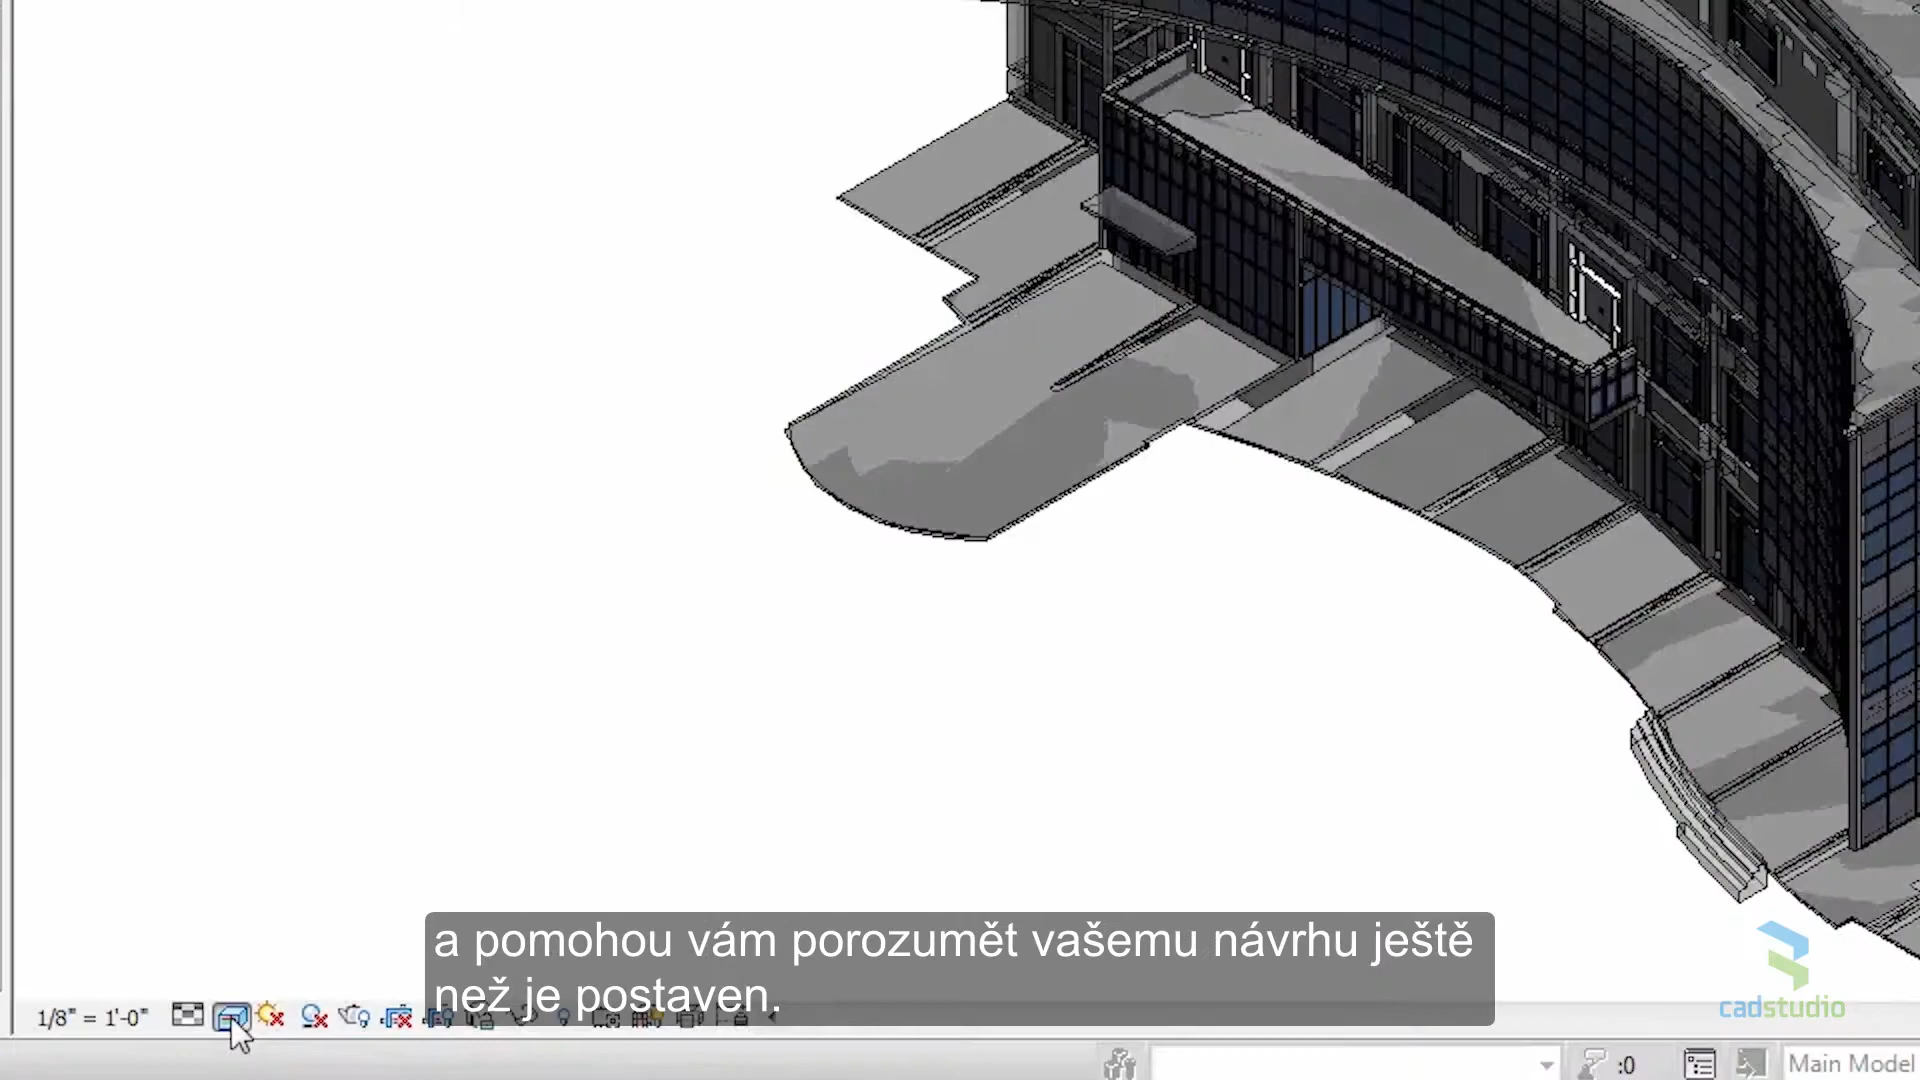 a pomohou vám porozumět vašemu návrhu ještě
než je postaven.
1/8" = 1'-0"
cadstudio
:0
Main Model